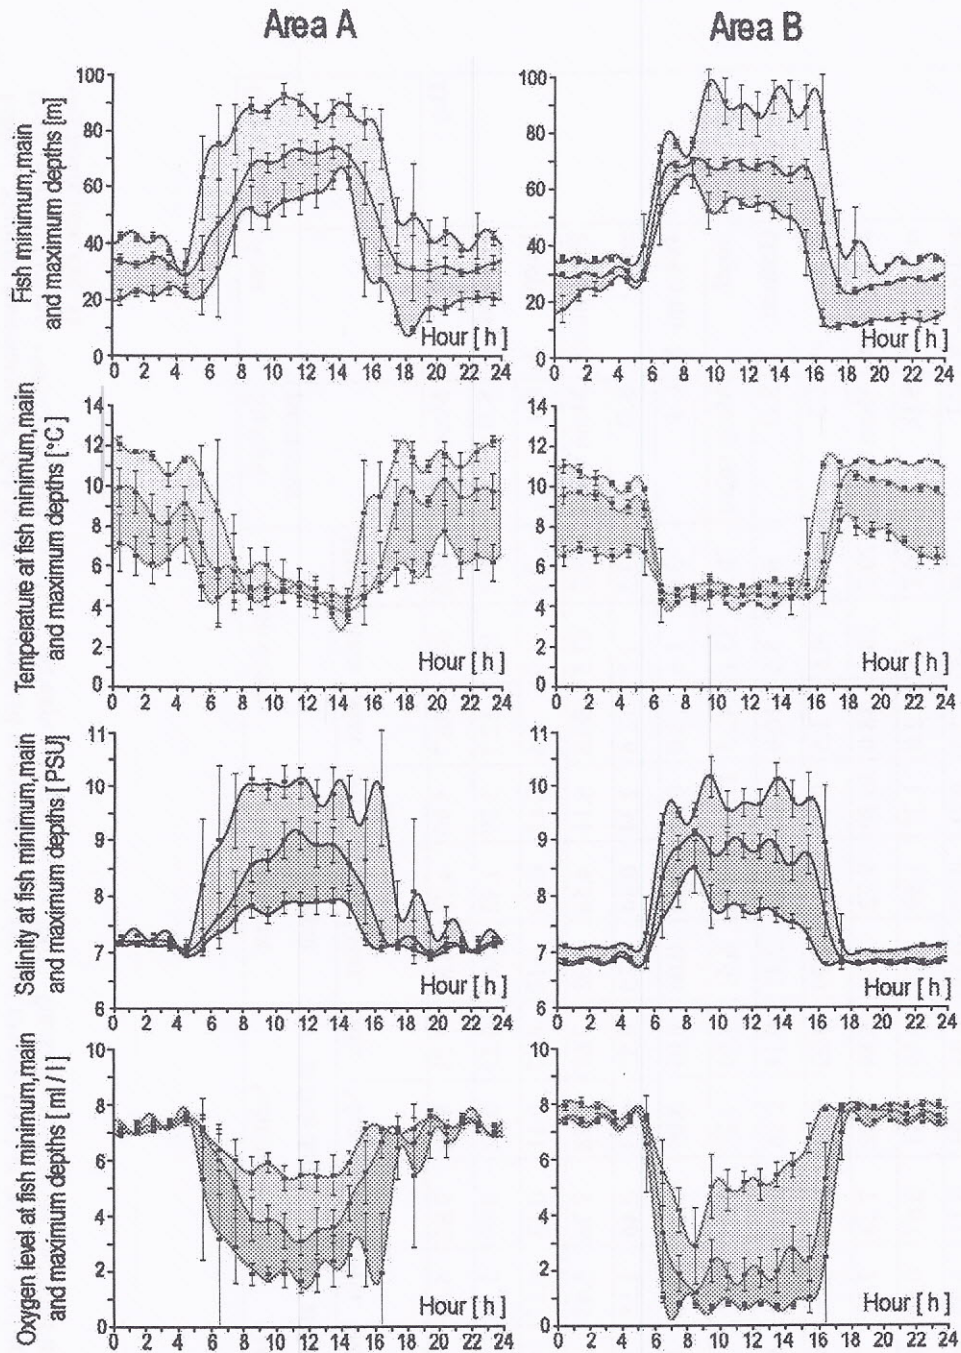 Area A
Area B
Fish minimum,main
and maximum depths [m]
100
80
60
40
20
0
Hour [ h ]
0 2 4 6 8 10 12 14 16 18 20 22 24
100
80
60
40
20
0
Hour [ h ]
0 2 4 6 8 10 12 14 16 18 20 22 24
Temperature at fish minimum,main
and maximum depths [°C ]
14
12
10
8
6
4
2
0
Hour [ h ]
0 2 4 6 8 10 12 14 16 18 20 22 24
14
12
10
8
6
4
2
0
Hour [ h ]
0 2 4 6 8 10 12 14 16 18 20 22 24
Salinity at fish minimum,main
and maximum depths [ PSU]
11
10
9
8
7
6
Hour [ h ]
0 2 4 6 8 10 12 14 16 18 20 22 24
11
10
9
8
7
6
Hour [ h ]
0 2 4 6 8 10 12 14 16 18 20 22 24
Oxygen level at fish minimum,main
and maximum depths [ ml / l ]
10
8
6
4
2
0
Hour [ h ]
0 2 4 6 8 10 12 14 16 18 20 22 24
10
8
6
4
2
0
Hour [ h ]
0 2 4 6 8 10 12 14 16 18 20 22 24